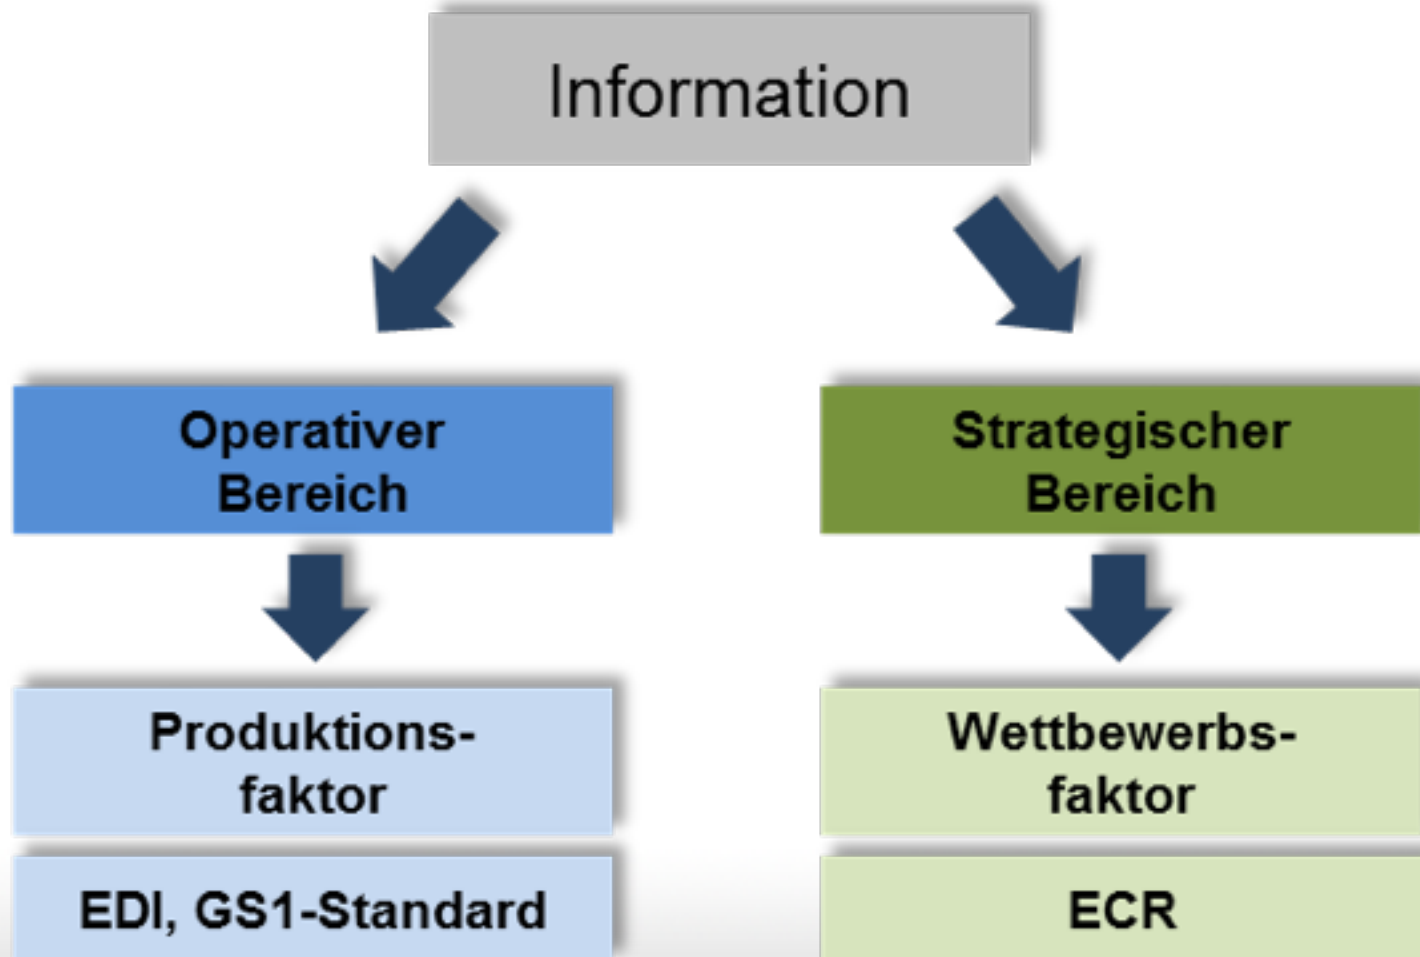 Information
Operativer
Bereich
Produktions-
faktor
EDI, GS1-Standard
Strategischer
Bereich
Wettbewerbs-
faktor
ECR